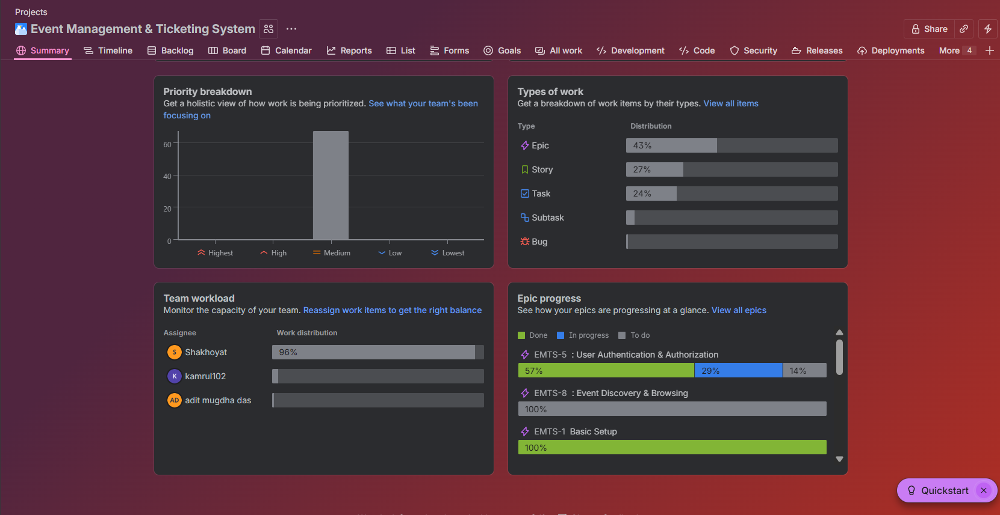 Projects
Event Management & Ticketing System
Share
Summary Timeline Backlog Board Calendar Reports List Forms Goals All work Development Code Security Releases Deployments More 4
Priority breakdown
Get a holistic view of how work is being prioritized. See what your team's been
focusing on
60
40
20
0
Highest High Medium Low Lowest
Types of work
Get a breakdown of work items by their types. View all items
Type Distribution
Epic 43%
Story 27%
Task 24%
Subtask
Bug
Team workload
Monitor the capacity of your team. Reassign work items to get the right balance
Assignee Work distribution
S Shakhoyat 96%
K kamrul102
AD adit mugdha das
Epic progress
See how your epics are progressing at a glance. View all epics
Done In progress To do
EMTS-5 : User Authentication & Authorization
57% 29% 14%
EMTS-8 : Event Discovery & Browsing
100%
EMTS-1 Basic Setup
100%
Quickstart